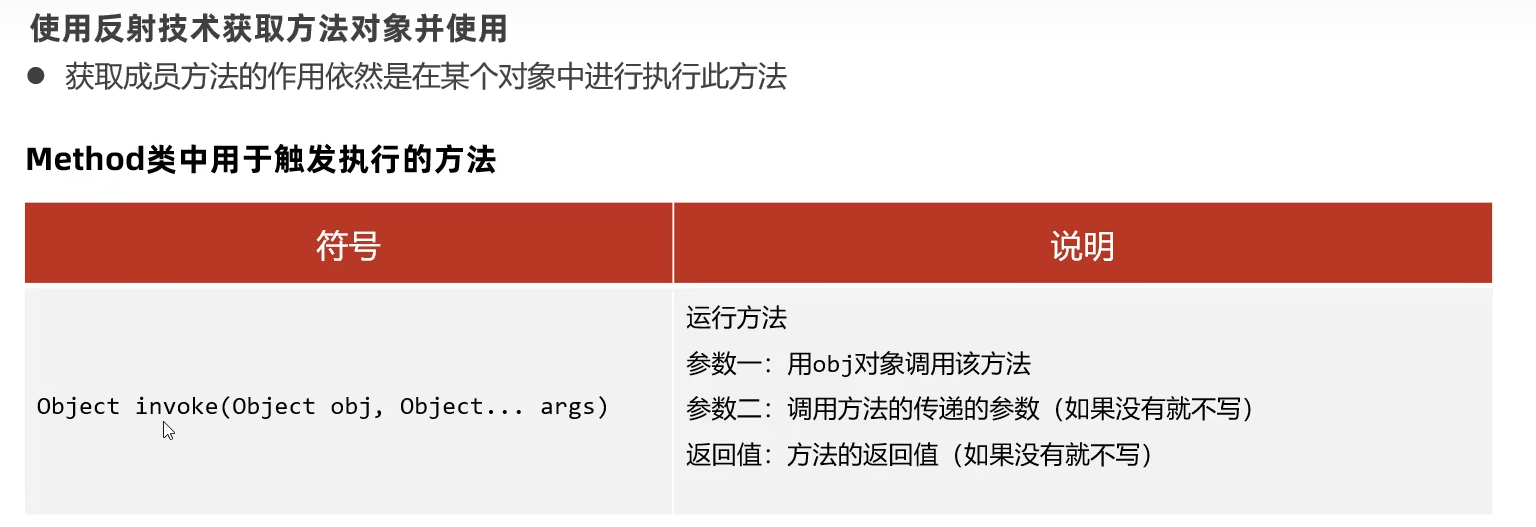 使用反射技术获取方法对象并使用
● 获取成员方法的作用依然是在某个对象中进行执行此方法
Method类中用于触发执行的方法
符号 说明
运行方法
参数一：用obj对象调用该方法
Object invoke(Object obj, Object... args)
参数二：调用方法的传递的参数（如果没有就不写）
返回值：方法的返回值（如果没有就不写）